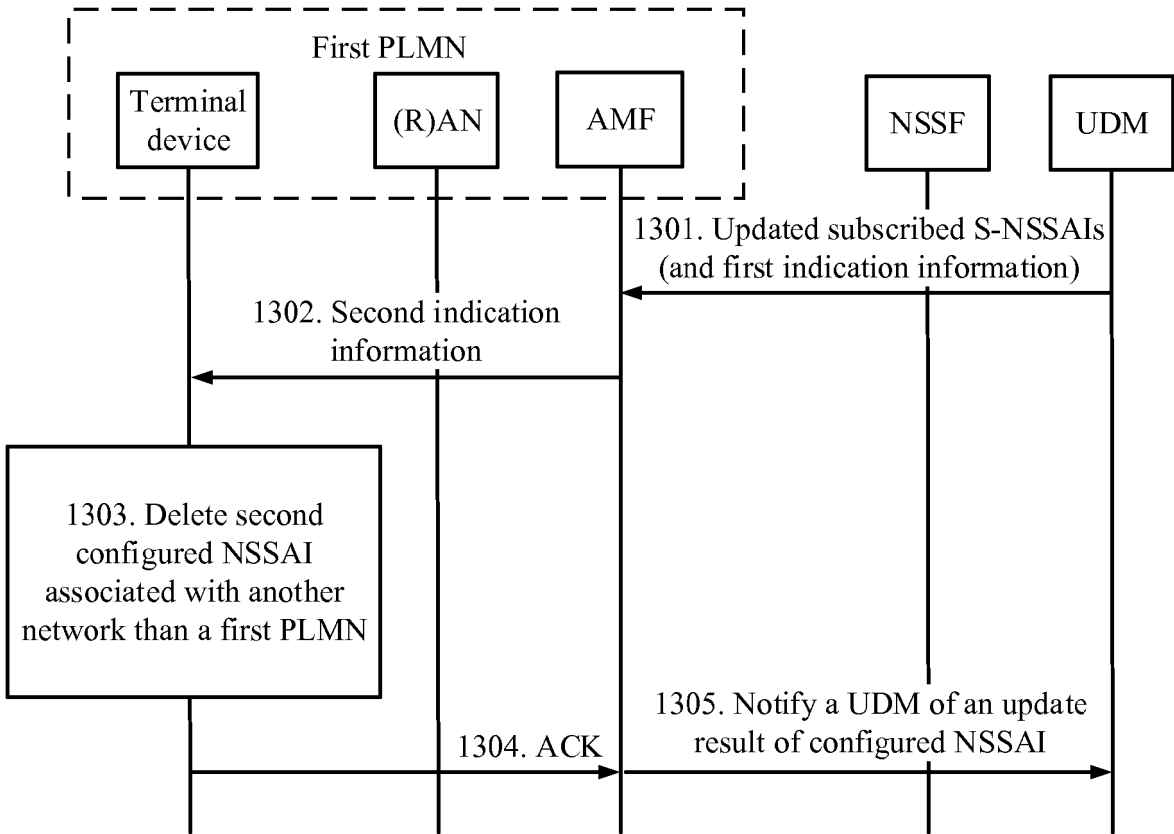 First PLMN
Terminal
device
(R)AN
AMF
NSSF
UDM
1301. Updated subscribed S-NSSAIs
(and first indication information)
1302. Second indication
information
1303. Delete second
configured NSSAI
associated with another
network than a first PLMN
1304. ACK
1305. Notify a UDM of an update
result of configured NSSAI